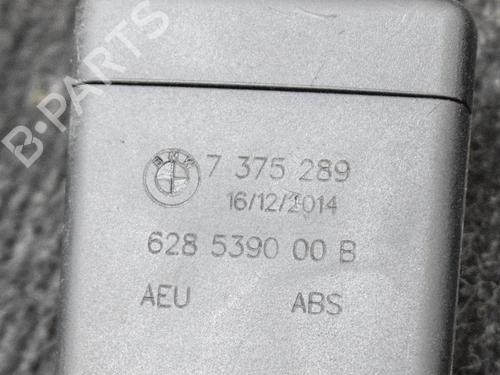 B-PARTS
BMW
7 375 289
16/12/2014
628 5390 00 B
AEU ABS